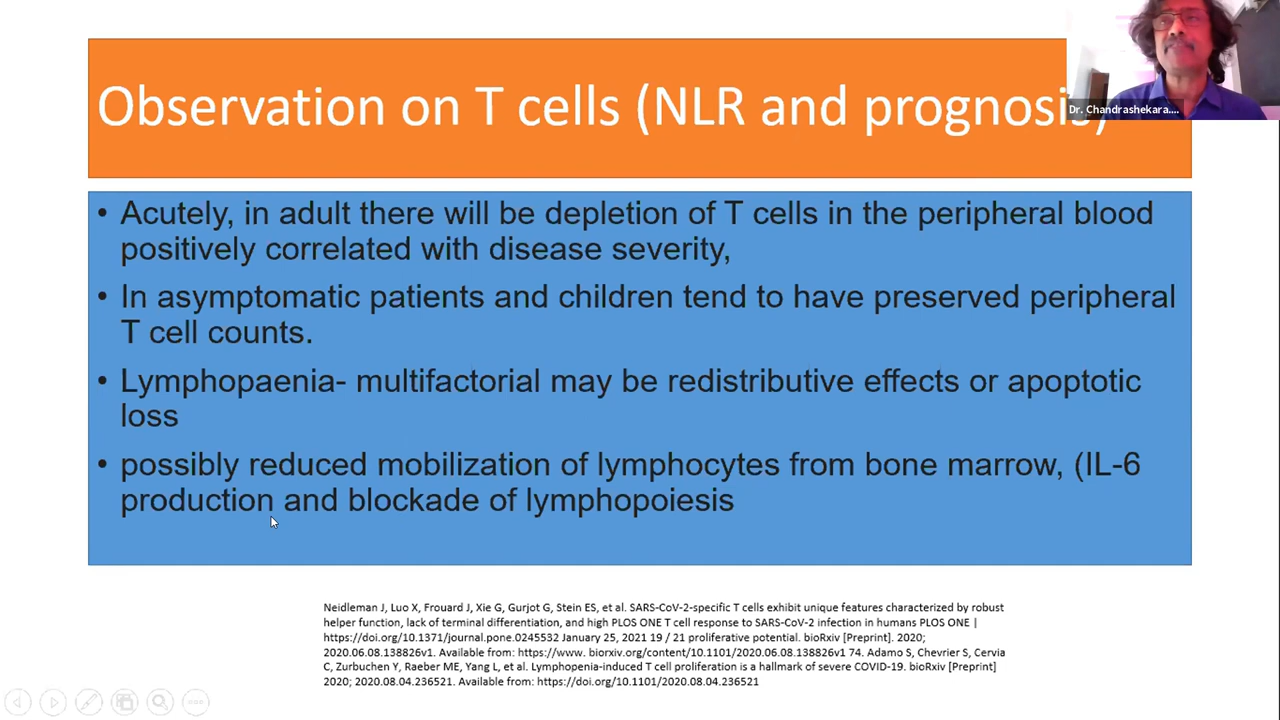 Observation on T cells (NLR and prognosis)
Dr. Chandrashekara....
• Acutely, in adult there will be depletion of T cells in the peripheral blood
positively correlated with disease severity,
• In asymptomatic patients and children tend to have preserved peripheral
T cell counts.
• Lymphopaenia- multifactorial may be redistributive effects or apoptotic
loss
• possibly reduced mobilization of lymphocytes from bone marrow, (IL-6
production and blockade of lymphopoiesis
Neidleman J, Luo X, Frouard J, Xie G, Gurjot G, Stein ES, et al. SARS-CoV-2-specific T cells exhibit unique features characterized by robust
helper function, lack of terminal differentiation, and high PLOS ONE T cell response to SARS-CoV-2 infection in humans PLOS ONE |
https://doi.org/10.1371/journal.pone.0245532 January 25, 2021 19 / 21 proliferative potential. bioRxiv [Preprint]. 2020;
2020.06.08.138826v1. Available from: https://www. biorxiv.org/content/10.1101/2020.06.08.138826v1 74. Adamo S, Chevrier S, Cervia
C, Zurbuchen Y, Raeber ME, Yang L, et al. Lymphopenia-induced T cell proliferation is a hallmark of severe COVID-19. bioRxiv [Preprint]
2020; 2020.08.04.236521. Available from: https://doi.org/10.1101/2020.08.04.236521